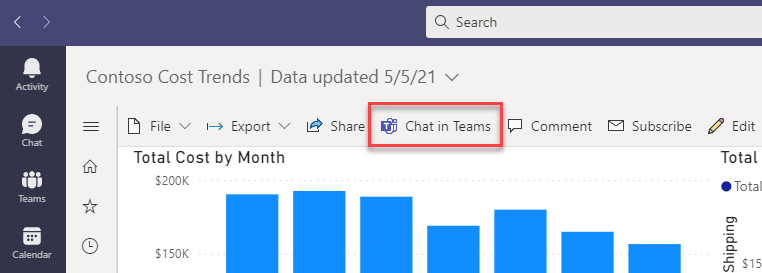 Search
Activity
Chat
Teams
Calendar
Contoso Cost Trends | Data updated 5/5/21
File Export Share Chat in Teams Comment Subscribe Edit
Total Cost by Month
$200K
$150K
Total
Total
Shipping
$15